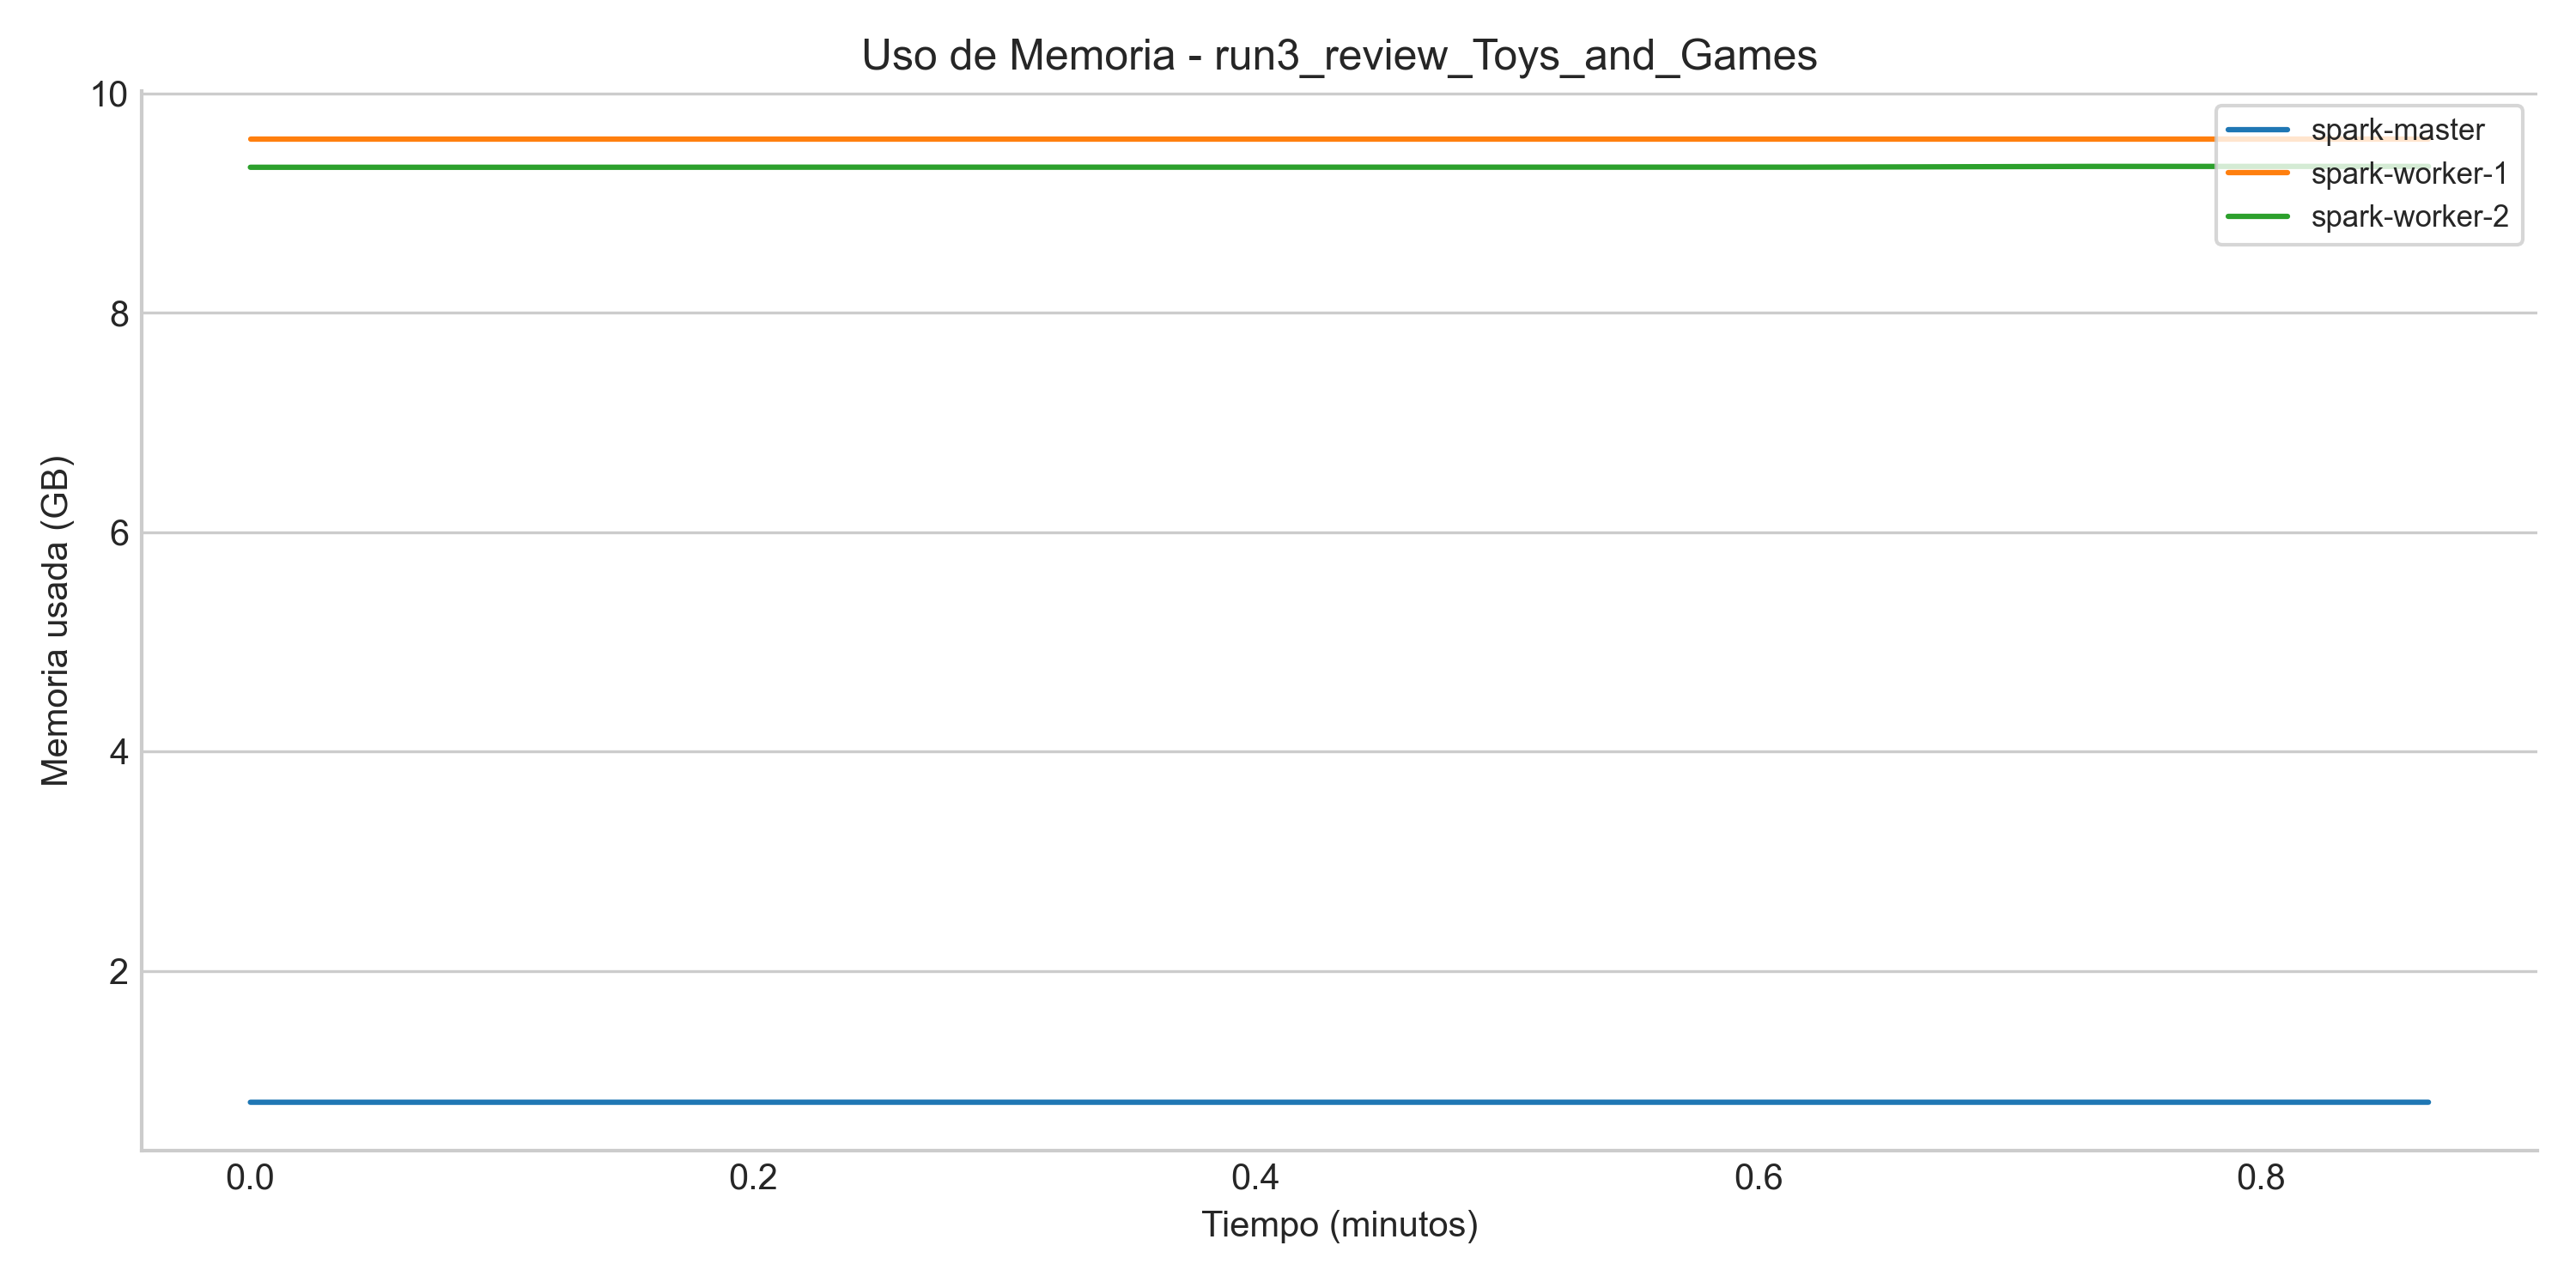 Uso de Memoria - run3_review_Toys_and_Games
10
8
6
4
2
Memoria usada (GB)
spark-master
spark-worker-1
spark-worker-2
0.0 0.2 0.4 0.6 0.8
Tiempo (minutos)